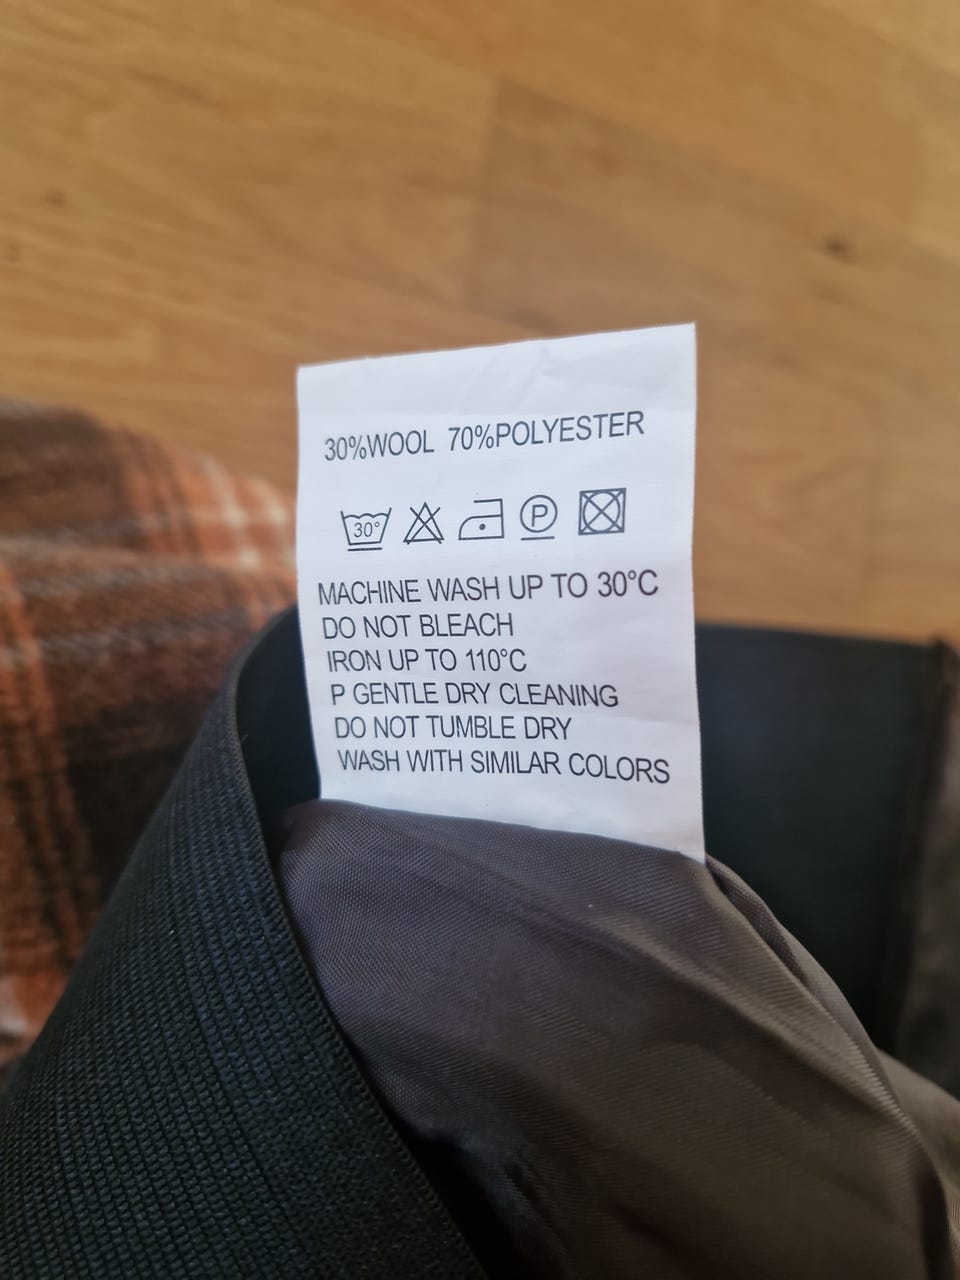 30%WOOL 70%POLYESTER
30°
P
MACHINE WASH UP TO 30°C
DO NOT BLEACH
IRON UP TO 110°C
P GENTLE DRY CLEANING
DO NOT TUMBLE DRY
WASH WITH SIMILAR COLORS